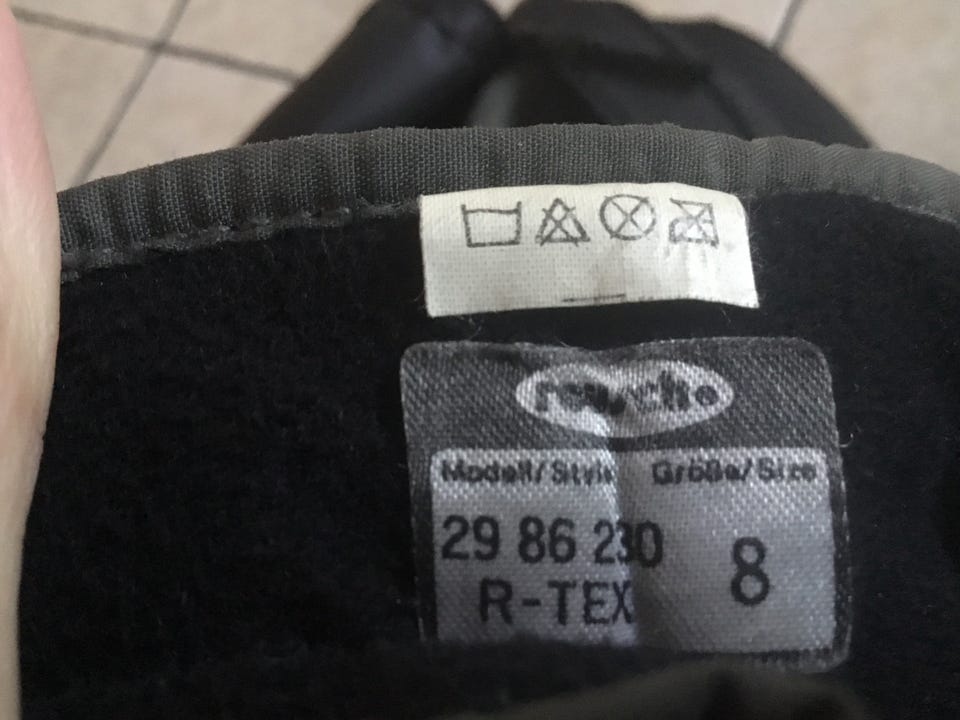 reusch
Modell/Style Größe/Size
29 86 230 8
R-TEX